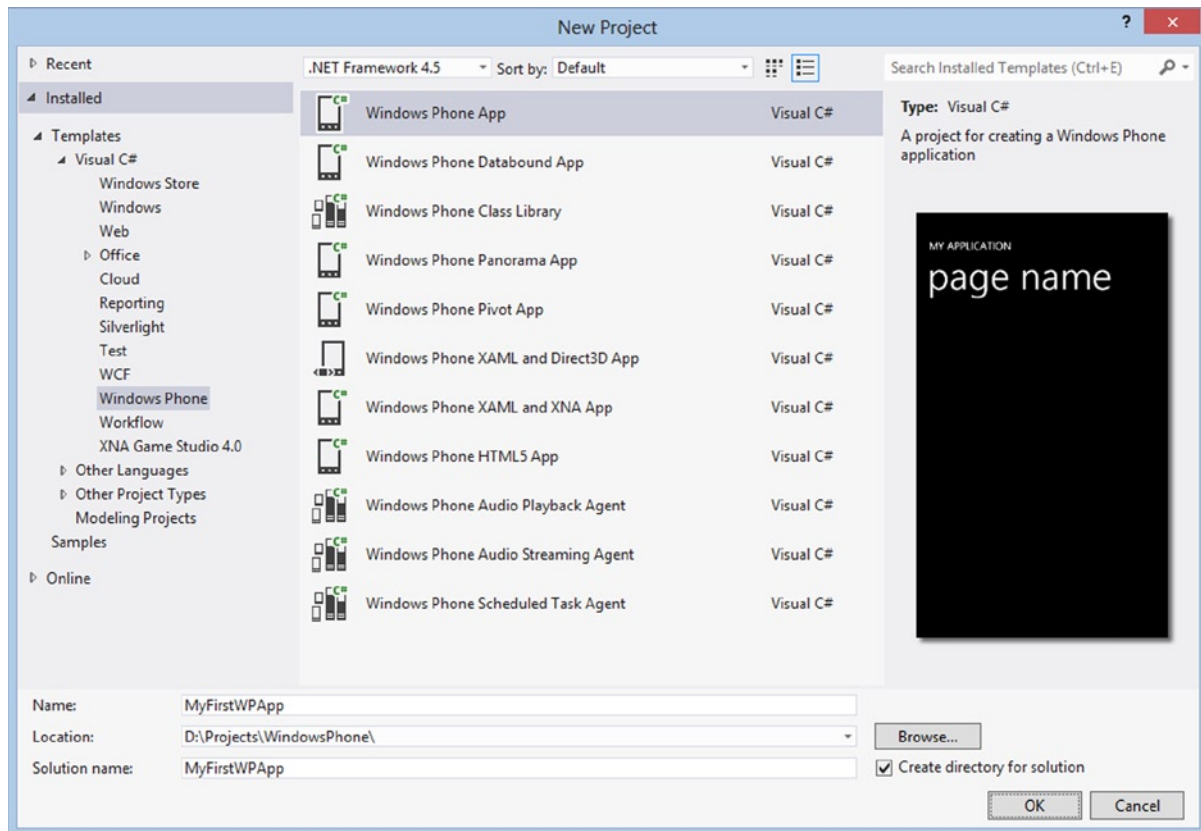 New Project
?
Recent
Installed
Templates
Visual C#
Windows Store
Windows
Web
Office
Cloud
Reporting
Silverlight
Test
WCF
Windows Phone
Workflow
XNA Game Studio 4.0
Other Languages
Other Project Types
Modeling Projects
Samples
Online
.NET Framework 4.5 Sort by: Default
Windows Phone App Visual C#
Windows Phone Databound App Visual C#
Windows Phone Class Library Visual C#
Windows Phone Panorama App Visual C#
Windows Phone Pivot App Visual C#
Windows Phone XAML and Direct3D App Visual C#
Windows Phone XAML and XNA App Visual C#
Windows Phone HTML5 App Visual C#
Windows Phone Audio Playback Agent Visual C#
Windows Phone Audio Streaming Agent Visual C#
Windows Phone Scheduled Task Agent Visual C#
Search Installed Templates (Ctrl+E)
Type: Visual C#
A project for creating a Windows Phone
application
MY APPLICATION
page name
Name: MyFirstWPApp
Location: D:\Projects\WindowsPhone\ Browse...
Solution name: MyFirstWPApp Create directory for solution
OK Cancel